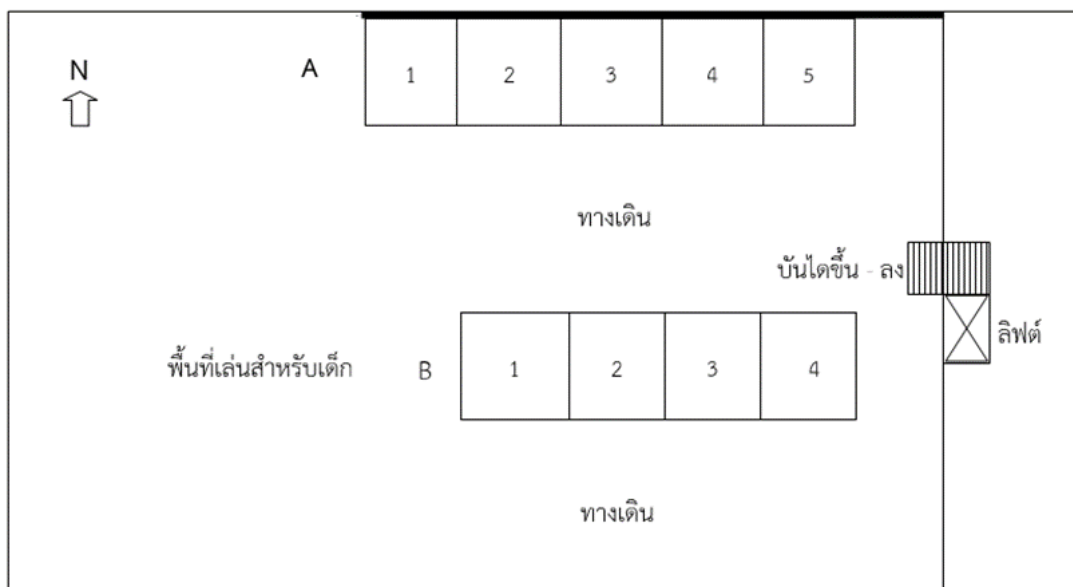 N
A
1 2 3 4 5
ทางเดิน
บันไดขึ้น - ลง
ลิฟต์
พื้นที่เล่นสำหรับเด็ก
B
1 2 3 4
ทางเดิน